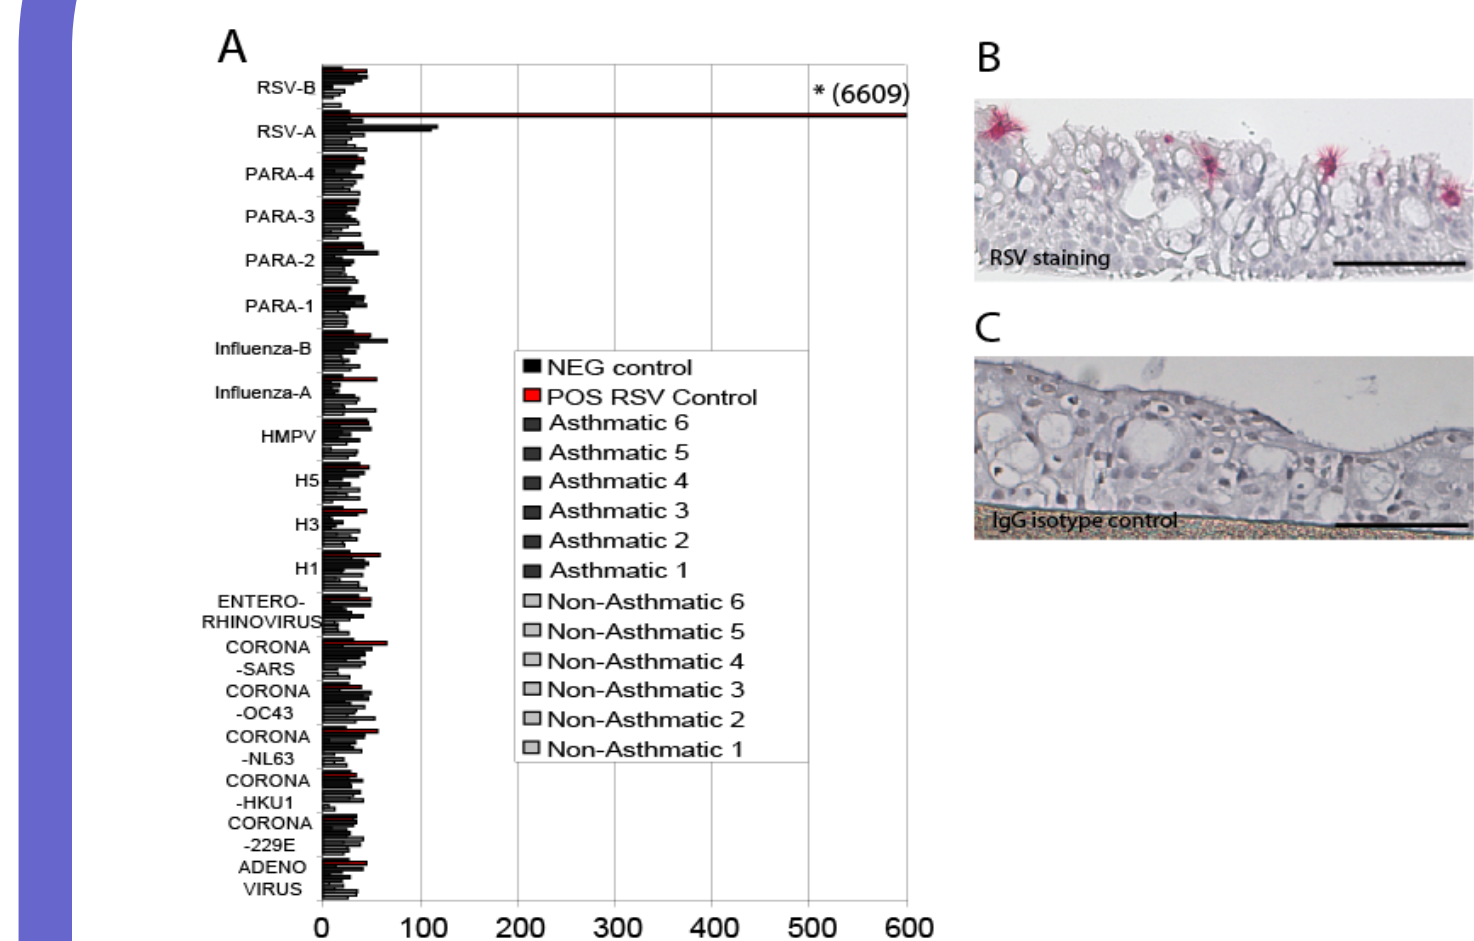 A
RSV-B
* (6609)
RSV-A
PARA-4
PARA-3
PARA-2
PARA-1
Influenza-B
Influenza-A
HMPV
H5
H3
H1
ENTERO-
RHINOVIRUS
CORONA
-SARS
CORONA
-OC43
CORONA
-NL63
CORONA
-HKU1
CORONA
-229E
ADENO
VIRUS
0 100 200 300 400 500 600
NEG control
POS RSV Control
Asthmatic 6
Asthmatic 5
Asthmatic 4
Asthmatic 3
Asthmatic 2
Asthmatic 1
Non-Asthmatic 6
Non-Asthmatic 5
Non-Asthmatic 4
Non-Asthmatic 3
Non-Asthmatic 2
Non-Asthmatic 1
B
RSV staining
C
IgG isotype control